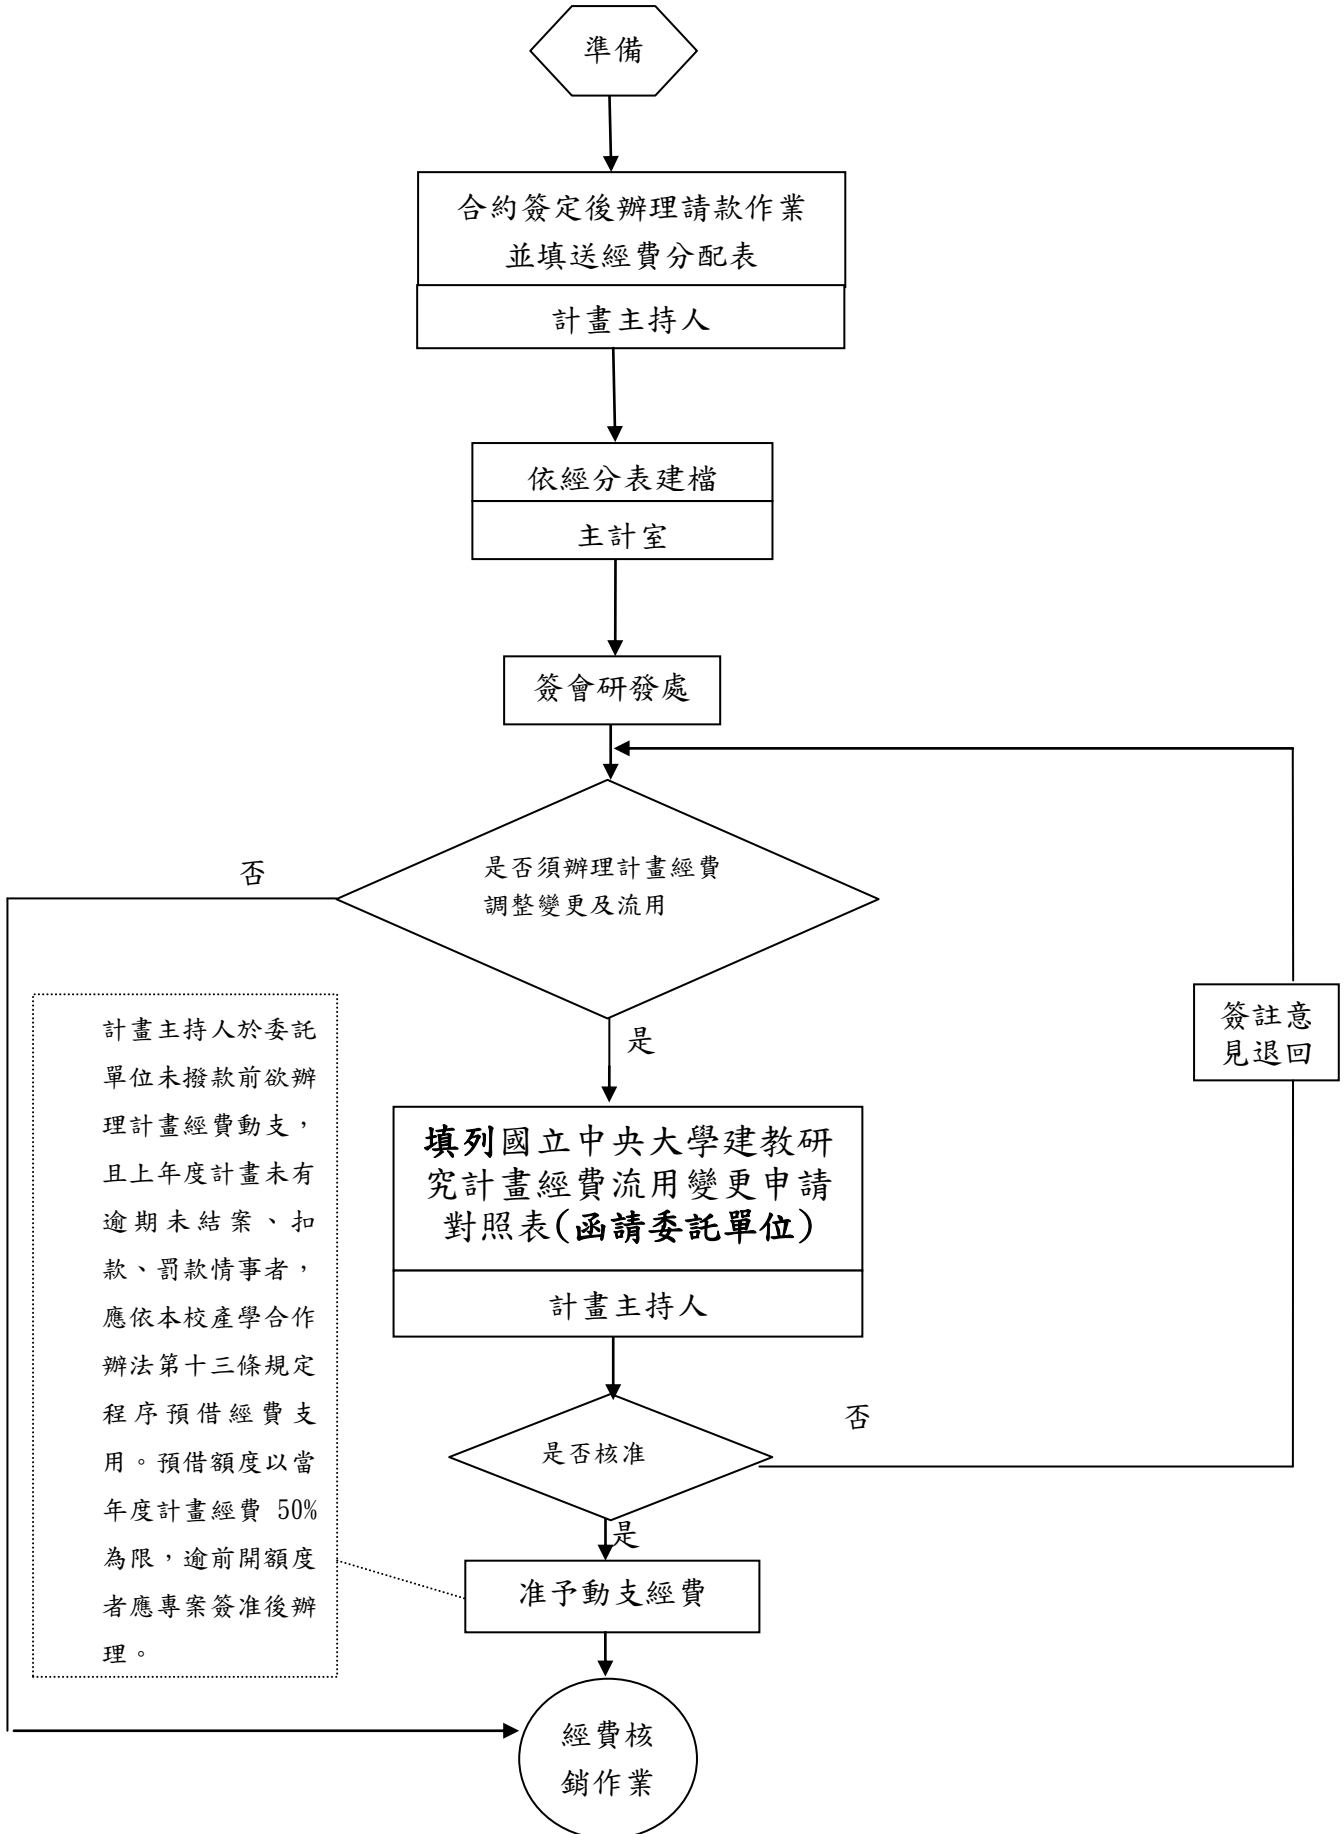 準備
合約簽定後辦理請款作業
並填送經費分配表
計畫主持人
依經分表建檔
主計室
簽會研發處
是否須辦理計畫經費
調整變更及流用
否
是
簽註意
見退回
計畫主持人於委託
單位未撥款前欲辦
理計畫經費動支，
且上年度計畫未有
逾期未結案、扣
款、罰款情事者，
應依本校產學合作
辦法第十三條規定
程序預借經費支
用。預借額度以當
年度計畫經費 50%
為限，逾前開額度
者應專案簽准後辦
理。
填列國立中央大學建教研
究計畫經費流用變更申請
對照表(函請委託單位)
計畫主持人
是否核准
否
是
准予動支經費
經費核
銷作業